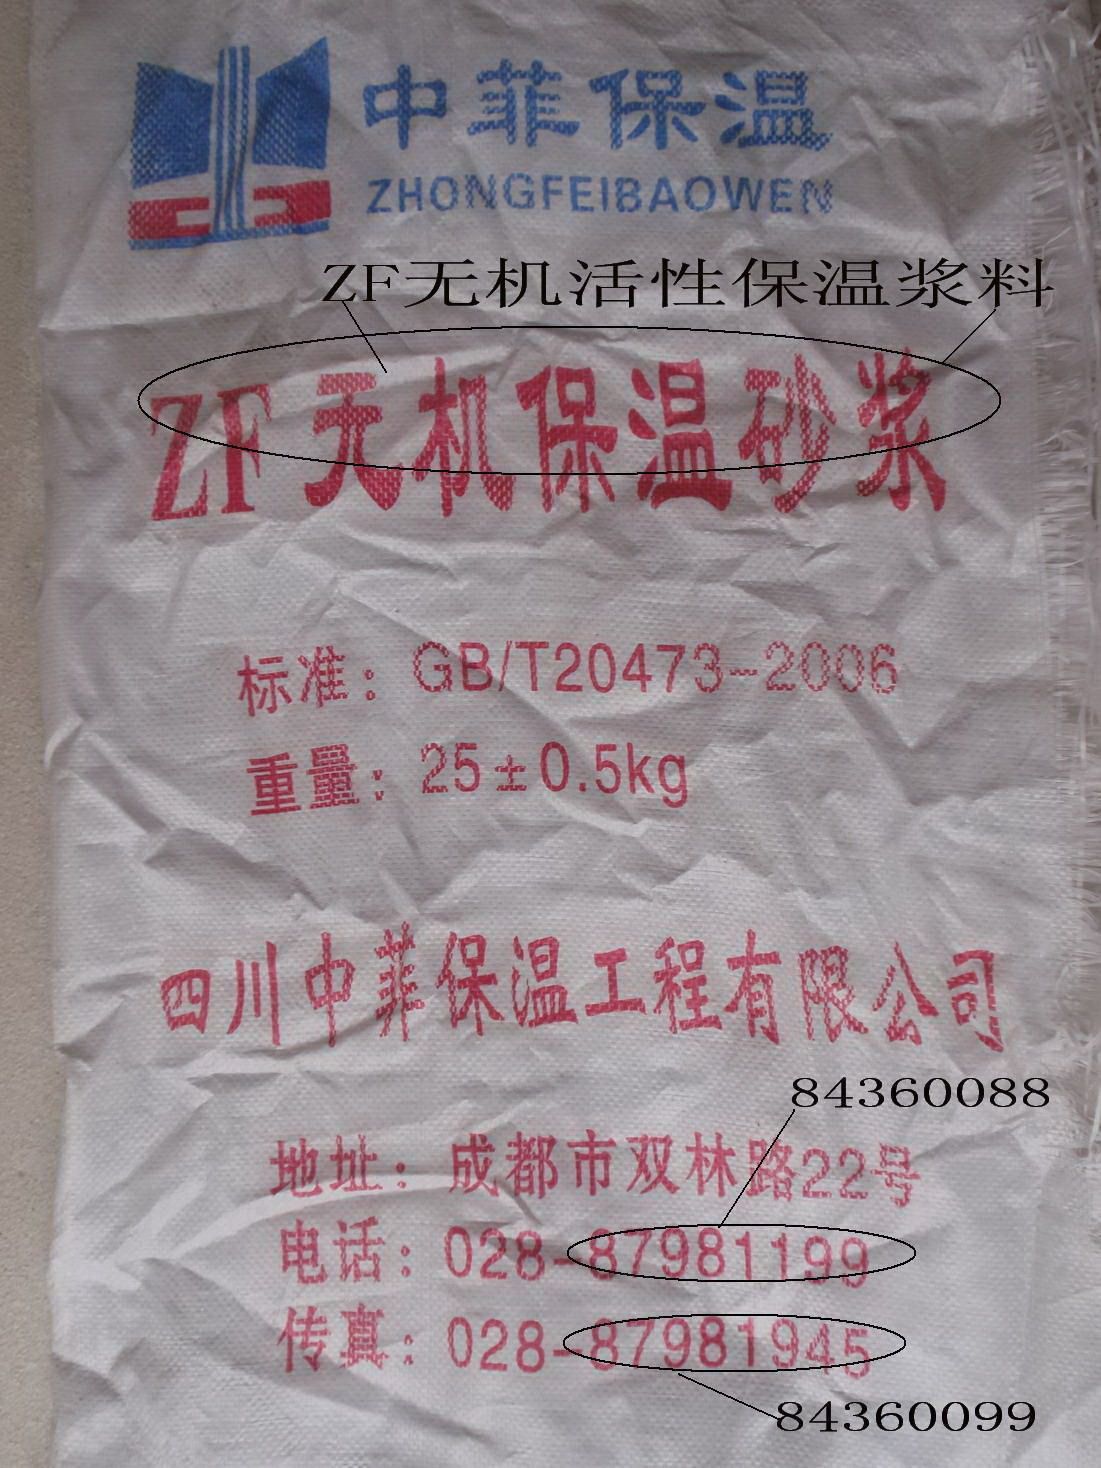 中菲保温
ZHONGFEIBAOWEN
ZF无机活性保温浆料
ZF无机保温砂浆
标准：GB/T20473-2006
重量：25±0.5kg
四川中菲保温工程有限公司
84360088
地址：成都市双林路22号
电话：028-87981199
传真：028-87981945
84360099